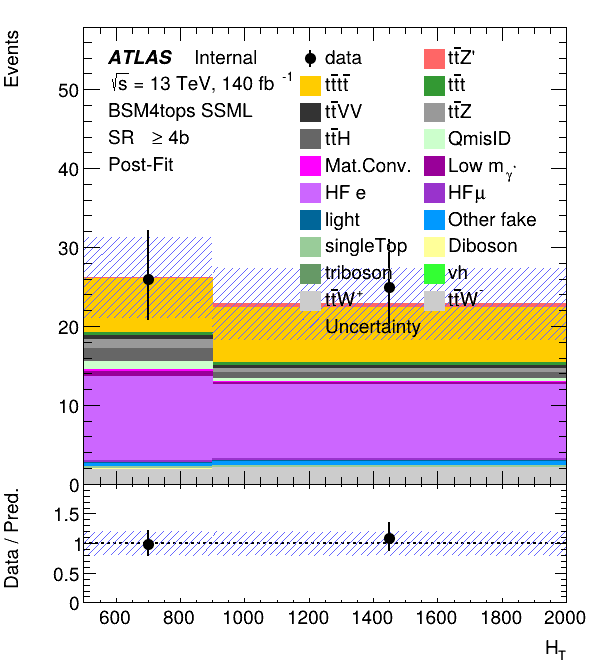 Events
50
40
30
20
10
0
ATLAS Internal
√s = 13 TeV, 140 fb⁻¹
BSM4tops SSML
SR ≥ 4b
Post-Fit
data
tt̄Z'
tt̄tt̄
tt̄t
tt̄VV
tt̄Z
tt̄H
QmisID
Mat.Conv.
Low m_γ*
HF e
HF μ
light
Other fake
singleTop
Diboson
triboson
vh
tt̄W⁺
tt̄W⁻
Uncertainty
Data / Pred.
1.5
1
0.5
0
600 800 1000 1200 1400 1600 1800 2000
H_T